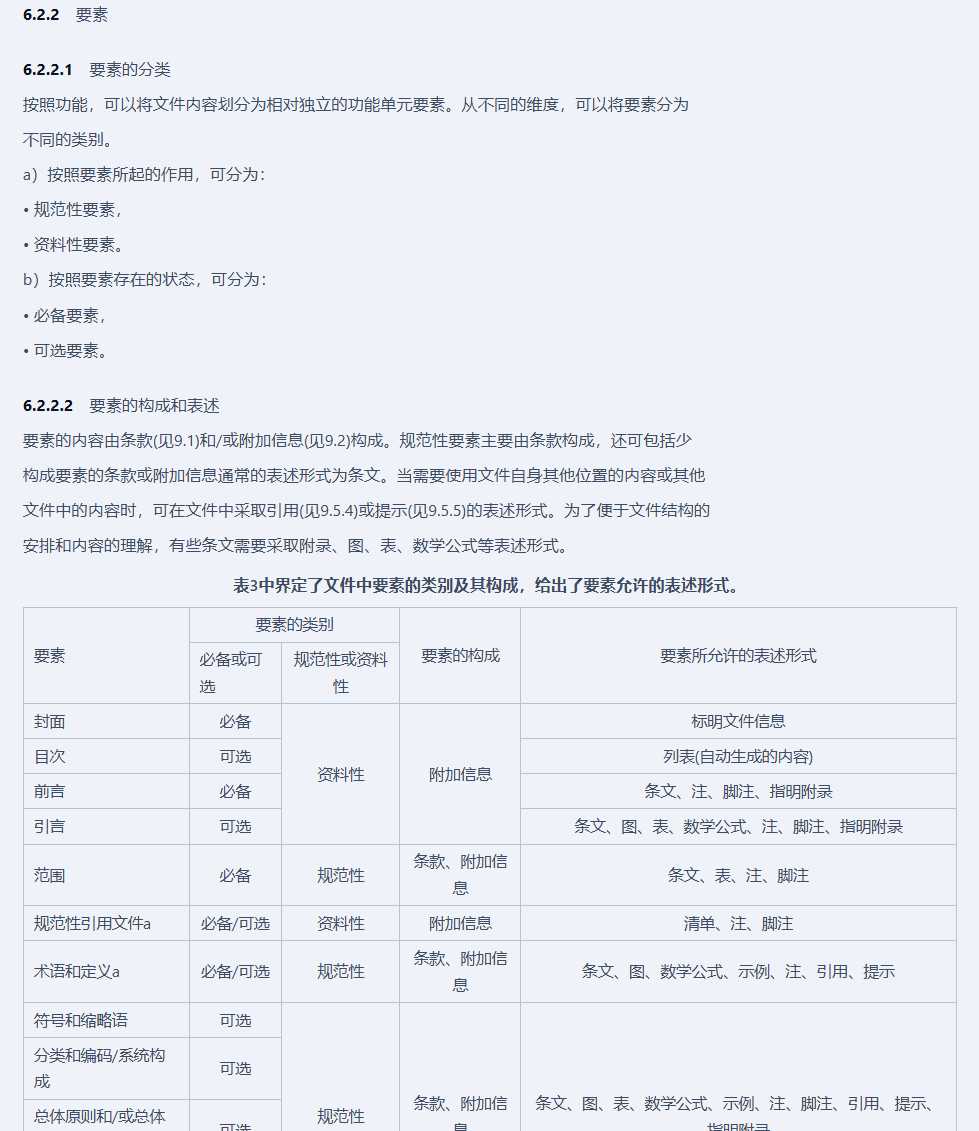 6.2.2 要素
6.2.2.1 要素的分类
按照功能，可以将文件内容划分为相对独立的功能单元要素。从不同的维度，可以将要素分为
不同的类别。
a）按照要素所起的作用，可分为：
• 规范性要素，
• 资料性要素。
b）按照要素存在的状态，可分为：
• 必备要素，
• 可选要素。
6.2.2.2 要素的构成和表述
要素的内容由条款(见9.1)和/或附加信息(见9.2)构成。规范性要素主要由条款构成，还可包括少
构成要素的条款或附加信息通常的表述形式为条文。当需要使用文件自身其他位置的内容或其他
文件中的内容时，可在文件中采取引用(见9.5.4)或提示(见9.5.5)的表述形式。为了便于文件结构的
安排和内容的理解，有些条文需要采取附录、图、表、数学公式等表述形式。
表3中界定了文件中要素的类别及其构成，给出了要素允许的表述形式。
要素 要素的类别 要素的构成 要素所允许的表述形式
必备或可
选
规范性或资料
性
封面 必备 资料性 附加信息 标明文件信息
目次 可选 列表(自动生成的内容)
前言 必备 条文、注、脚注、指明附录
引言 可选 条文、图、表、数学公式、注、脚注、指明附录
范围 必备 规范性 条款、附加信
息
条文、表、注、脚注
规范性引用文件a 必备/可选 资料性 附加信息 清单、注、脚注
术语和定义a 必备/可选 规范性 条款、附加信
息
条文、图、数学公式、示例、注、引用、提示
符号和缩略语 可选
分类和编码/系统构
成
可选
总体原则和/或总体 可选 规范性 条款、附加信
息
条文、图、表、数学公式、示例、注、脚注、引用、提示、
指明附录